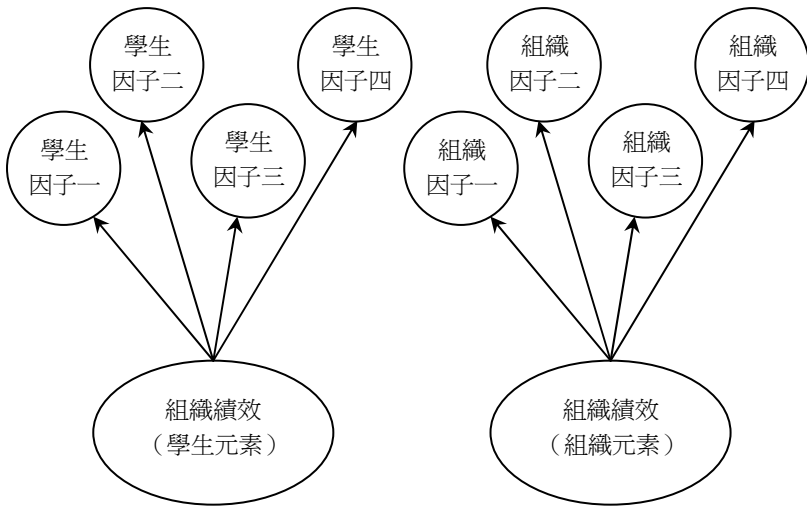 學生
因子二
學生
因子四
組織
因子二
組織
因子四
學生
因子一
學生
因子三
組織
因子一
組織
因子三
組織績效
（學生元素）
組織績效
（組織元素）